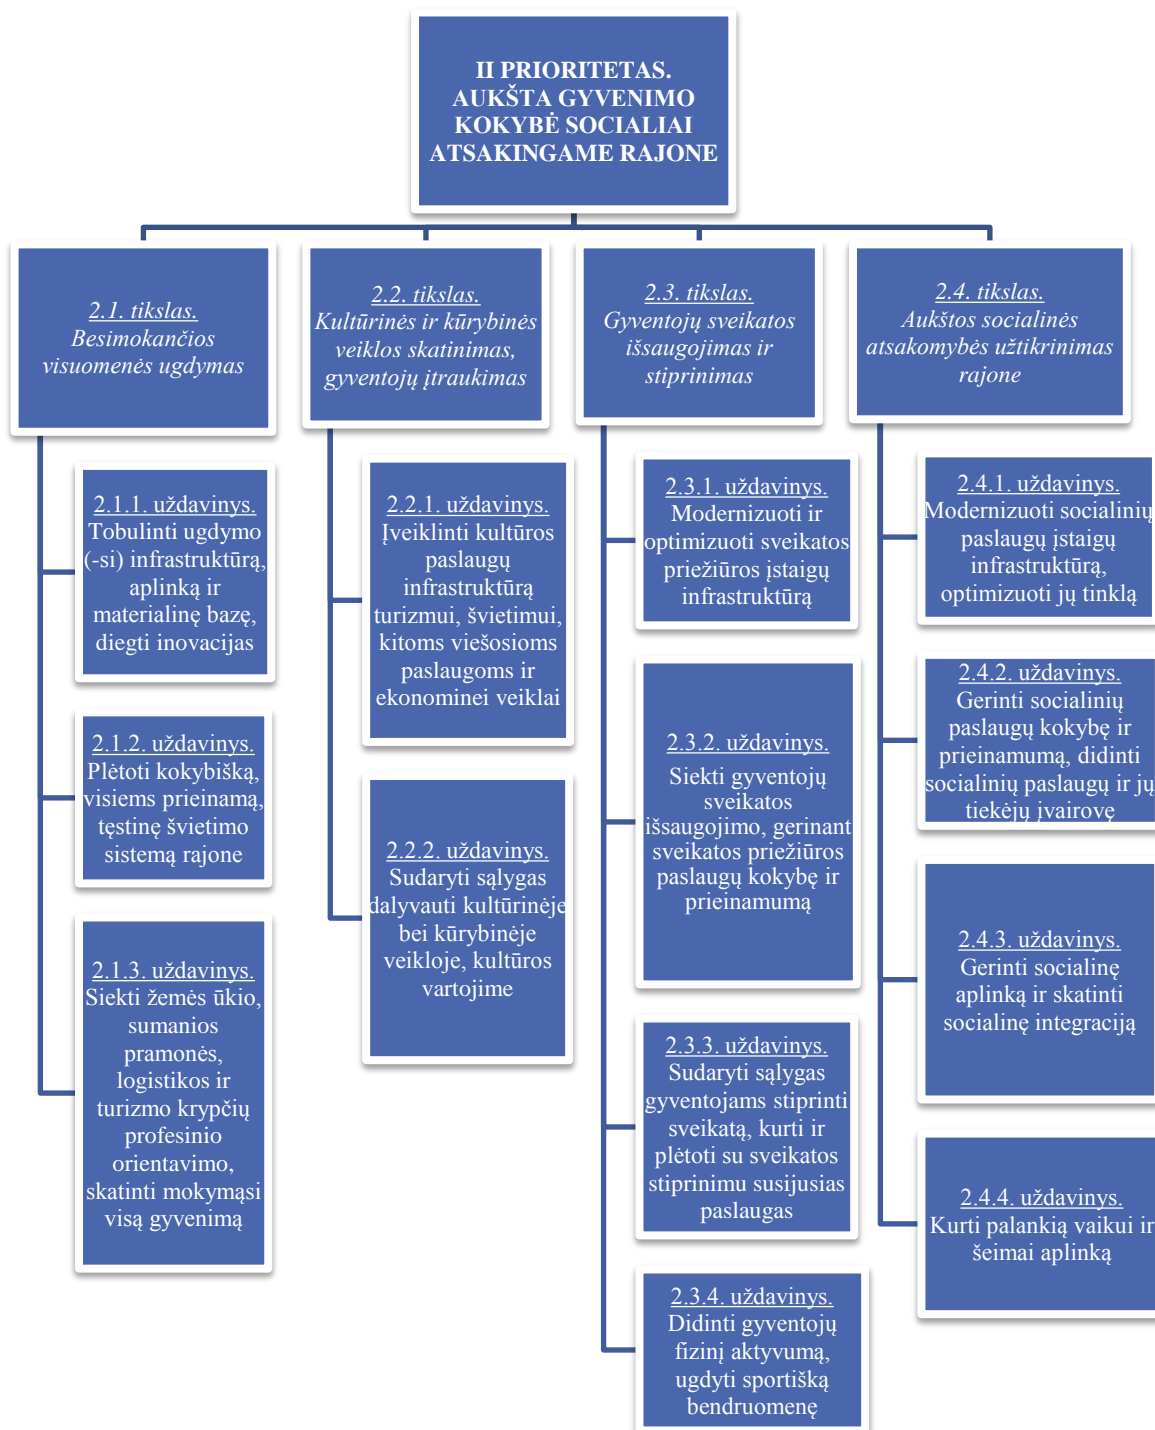 II PRIORITETAS.
AUKŠTA GYVENIMO
KOKYBĖ SOCIALIAI
ATSAKINGAME RAJONE
2.1. tikslas.
Besimokančios
visuomenės ugdymas
2.1.1. uždavinys.
Tobulinti ugdymo
(-si) infrastruktūrą,
aplinką ir
materialinę bazę,
diegti inovacijas
2.1.2. uždavinys.
Plėtoti kokybišką,
visiems prieinamą,
tęstinę švietimo
sistemą rajone
2.1.3. uždavinys.
Siekti žemės ūkio,
sumanios
pramonės,
logistikos ir
turizmo krypčių
profesinio
orientavimo,
skatinti mokymąsi
visą gyvenimą
2.2. tikslas.
Kultūrinės ir kūrybinės
veiklos skatinimas,
gyventojų įtraukimas
2.2.1. uždavinys.
Įveiklinti kultūros
paslaugų
infrastruktūrą
turizmui, švietimui,
kitoms viešosioms
paslaugoms ir
ekonominei veiklai
2.2.2. uždavinys.
Sudaryti sąlygas
dalyvauti kultūrinėje
bei kūrybinėje
veikloje, kultūros
vartojime
2.3. tikslas.
Gyventojų sveikatos
išsaugojimas ir
stiprinimas
2.3.1. uždavinys.
Modernizuoti ir
optimizuoti sveikatos
priežiūros įstaigų
infrastruktūrą
2.3.2. uždavinys.
Siekti gyventojų
sveikatos
išsaugojimo, gerinant
sveikatos priežiūros
paslaugų kokybę ir
prieinamumą
2.3.3. uždavinys.
Sudaryti sąlygas
gyventojams stiprinti
sveikatą, kurti ir
plėtoti su sveikatos
stiprinimu susijusias
paslaugas
2.3.4. uždavinys.
Didinti gyventojų
fizinį aktyvumą,
ugdyti sportišką
bendruomenę
2.4. tikslas.
Aukštos socialinės
atsakomybės užtikrinimas
rajone
2.4.1. uždavinys.
Modernizuoti socialinių
paslaugų įstaigų
infrastruktūrą,
optimizuoti jų tinklą
2.4.2. uždavinys.
Gerinti socialinių
paslaugų kokybę ir
prieinamumą, didinti
socialinių paslaugų ir jų
tiekėjų įvairovę
2.4.3. uždavinys.
Gerinti socialinę
aplinką ir skatinti
socialinę integraciją
2.4.4. uždavinys.
Kurti palankią vaikui ir
šeimai aplinką